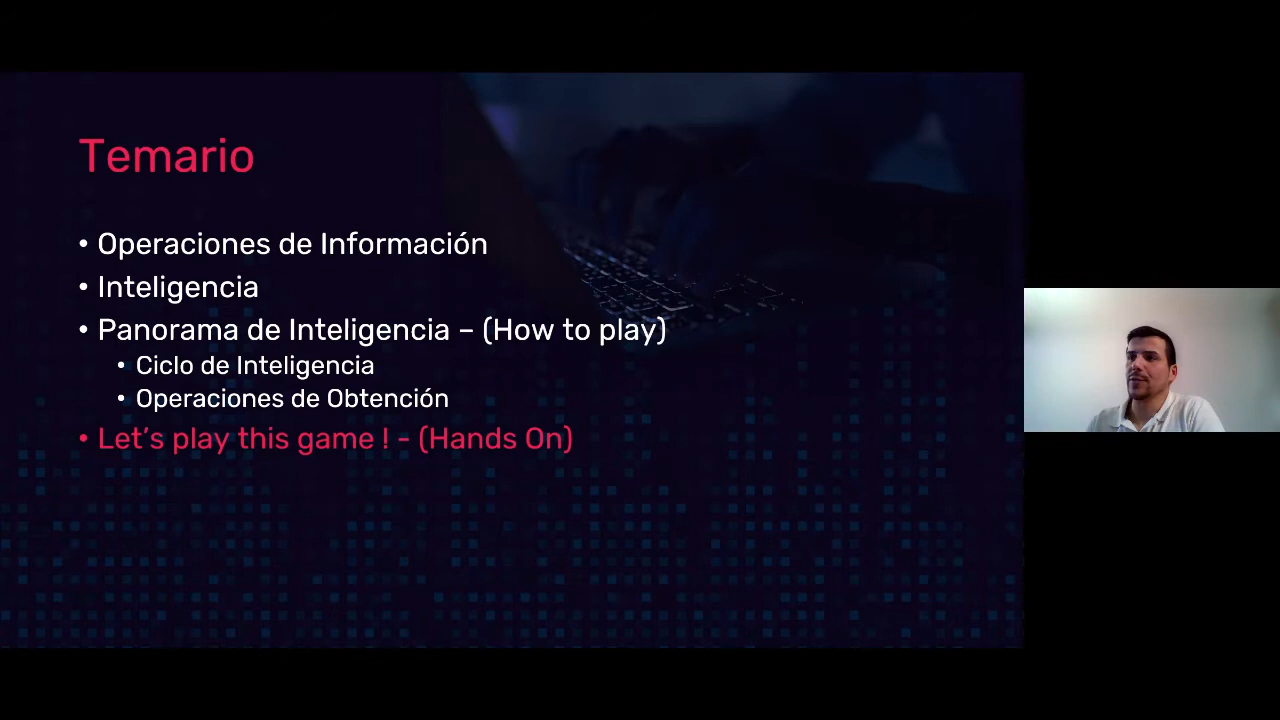 Temario
• Operaciones de Información
• Inteligencia
• Panorama de Inteligencia – (How to play)
• Ciclo de Inteligencia
• Operaciones de Obtención
• Let's play this game ! - (Hands On)